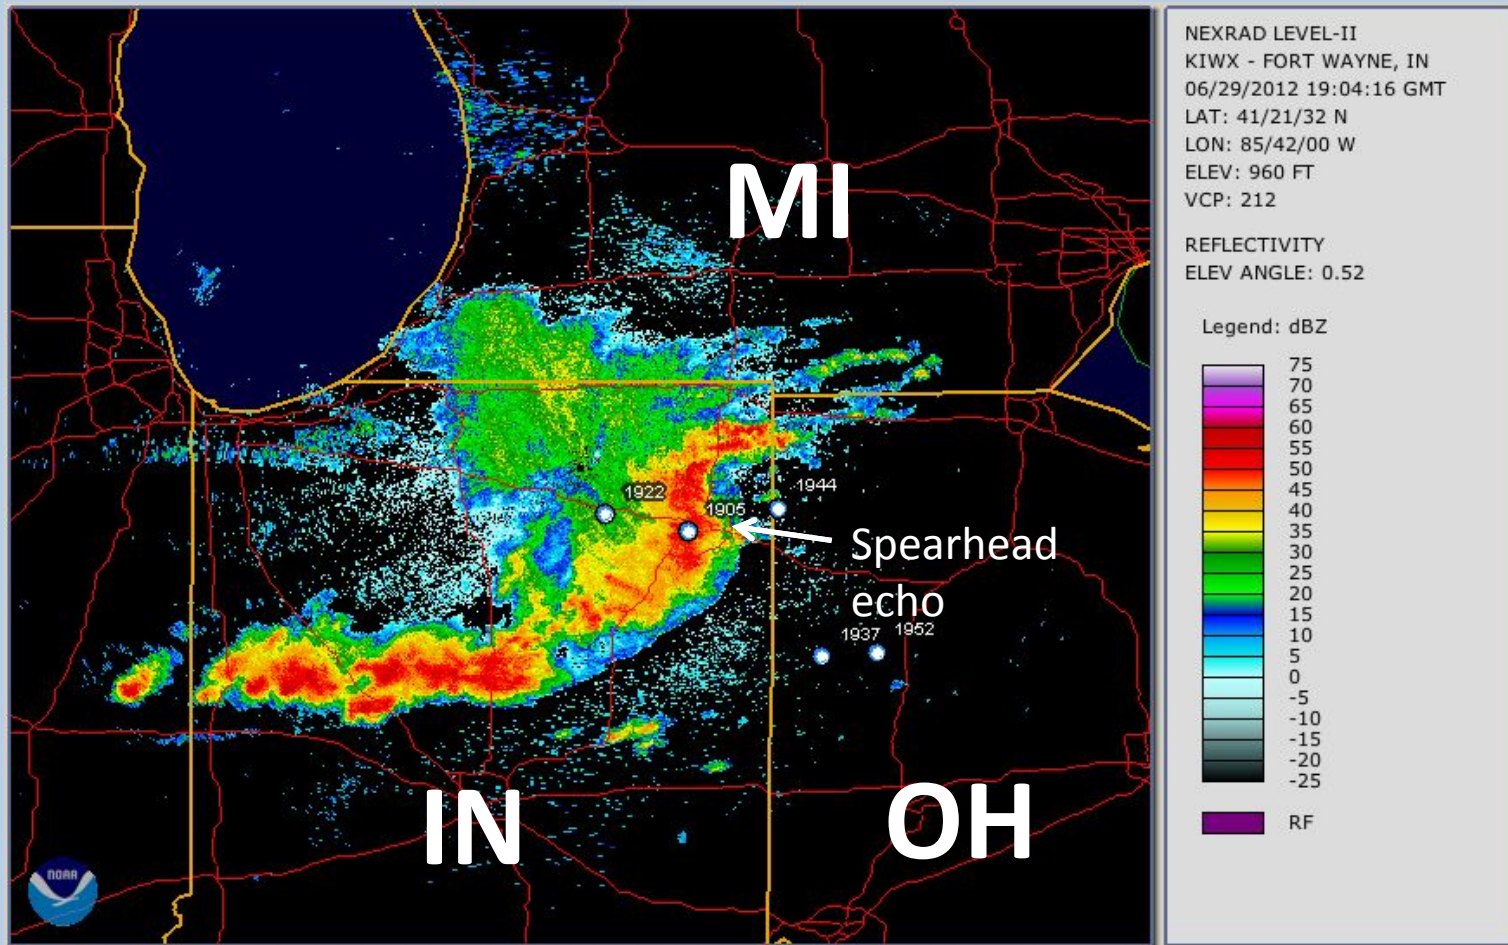 MI
1922
1905
1944
Spearhead
echo
1937
1952
IN
OH
NOAA
NEXRAD LEVEL-II
KIWX - FORT WAYNE, IN
06/29/2012 19:04:16 GMT
LAT: 41/21/32 N
LON: 85/42/00 W
ELEV: 960 FT
VCP: 212
REFLECTIVITY
ELEV ANGLE: 0.52
Legend: dBZ
75
70
65
60
55
50
45
40
35
30
25
20
15
10
5
0
-5
-10
-15
-20
-25
RF